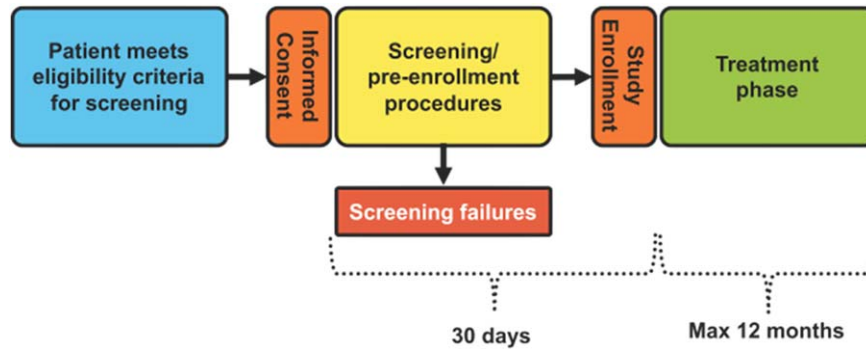 Patient meets
eligibility criteria
for screening
Informed
Consent
Screening/
pre-enrollment
procedures
Study
Enrollment
Treatment
phase
Screening failures
30 days
Max 12 months